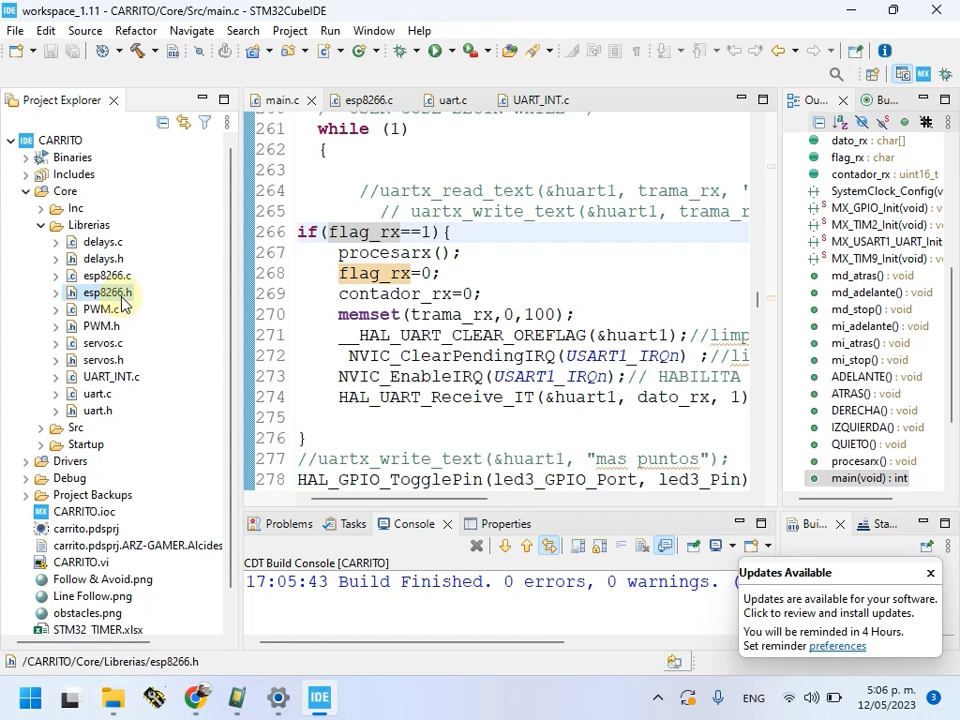 workspace_1.11 - CARRITO/Core/Src/main.c - STM32CubeIDE
File Edit Source Refactor Navigate Search Project Run Window Help
Project Explorer
CARRITO
Binaries
Includes
Core
Inc
Librerias
delays.c
delays.h
esp8266.c
esp8266.h
PWM.c
PWM.h
servos.c
servos.h
UART_INT.c
uart.c
uart.h
Src
Startup
Drivers
Debug
Project Backups
CARRITO.ioc
carrito.pdsprj
carrito.pdsprj.ARZ-GAMER.Alcides
CARRITO.vi
Follow & Avoid.png
Line Follow.png
obstacles.png
STM32 TIMER.xlsx
main.c esp8266.c uart.c UART_INT.c
261 while (1)
262 {
263
264 //uartx_read_text(&huart1, trama_rx, '
265 // uartx_write_text(&huart1, trama_r
266 if(flag_rx==1){
267 procesarx();
268 flag_rx=0;
269 contador_rx=0;
270 memset(trama_rx,0,100);
271 __HAL_UART_CLEAR_OREFLAG(&huart1);//limp
272 NVIC_ClearPendingIRQ(USART1_IRQn) ;//li
273 NVIC_EnableIRQ(USART1_IRQn);// HABILITA
274 HAL_UART_Receive_IT(&huart1, dato_rx, 1)
275
276 }
277 //uartx_write_text(&huart1, "mas puntos");
278 HAL_GPIO_TogglePin(led3_GPIO_Port, led3_Pin)
Ou... Bu...
dato_rx : char[]
flag_rx : char
contador_rx : uint16_t
SystemClock_Config(v
MX_GPIO_Init(void) : v
MX_TIM2_Init(void) : v
MX_USART1_UART_Init
MX_TIM9_Init(void) : v
md_atras() : void
md_adelante() : void
md_stop() : void
mi_adelante() : void
mi_atras() : void
mi_stop() : void
ADELANTE() : void
ATRAS() : void
DERECHA() : void
IZQUIERDA() : void
QUIETO() : void
procesarx() : void
main(void) : int
Problems Tasks Console Properties
CDT Build Console [CARRITO]
17:05:43 Build Finished. 0 errors, 0 warnings. (
Bui... Sta...
Updates Available
Updates are available for your software.
Click to review and install updates.
You will be reminded in 4 Hours.
Set reminder preferences
/CARRITO/Core/Librerias/esp8266.h
IDE
ENG
5:06 p. m.
12/05/2023
3